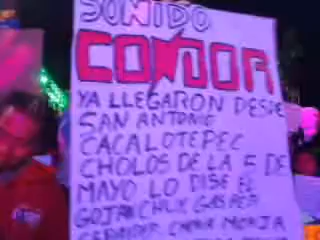 SONIDO
CONDOR
YA LLEGARON DESDE
SAN ANTONIO
CACALOTEPEC
CHOLOS DE LA 5 DE
MAYO LO DISE EL